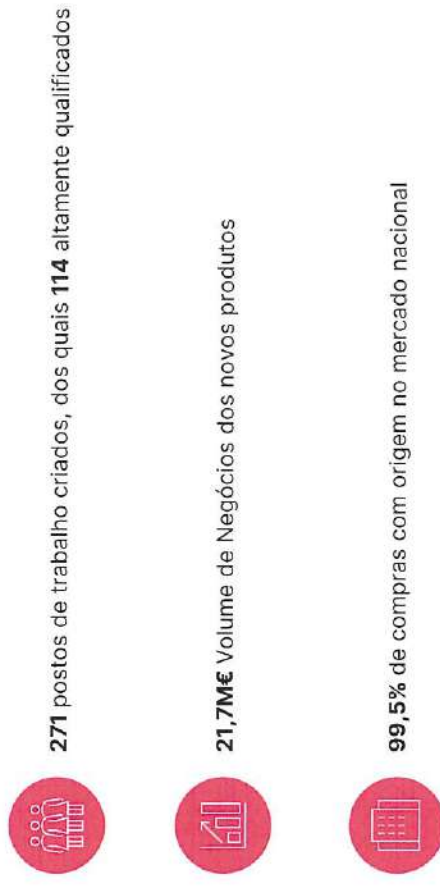 271 postos de trabalho criados, dos quais 114 altamente qualificados
21,7M€ Volume de Negócios dos novos produtos
99,5% de compras com origem no mercado nacional